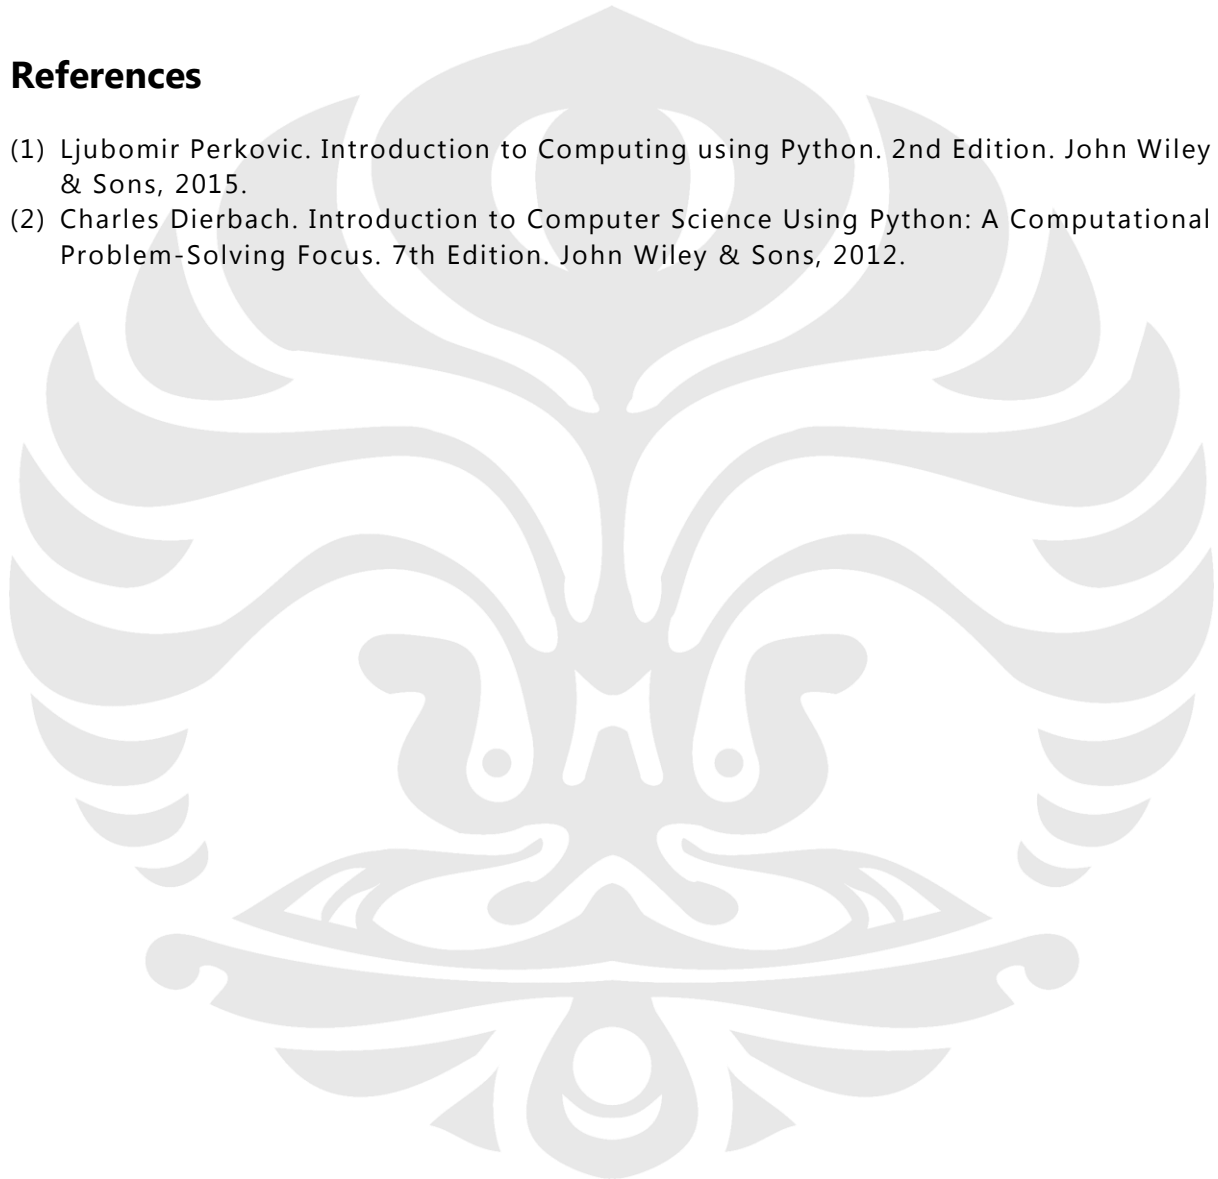 References
(1) Ljubomir Perkovic. Introduction to Computing using Python. 2nd Edition. John Wiley
& Sons, 2015.
(2) Charles Dierbach. Introduction to Computer Science Using Python: A Computational
Problem-Solving Focus. 7th Edition. John Wiley & Sons, 2012.